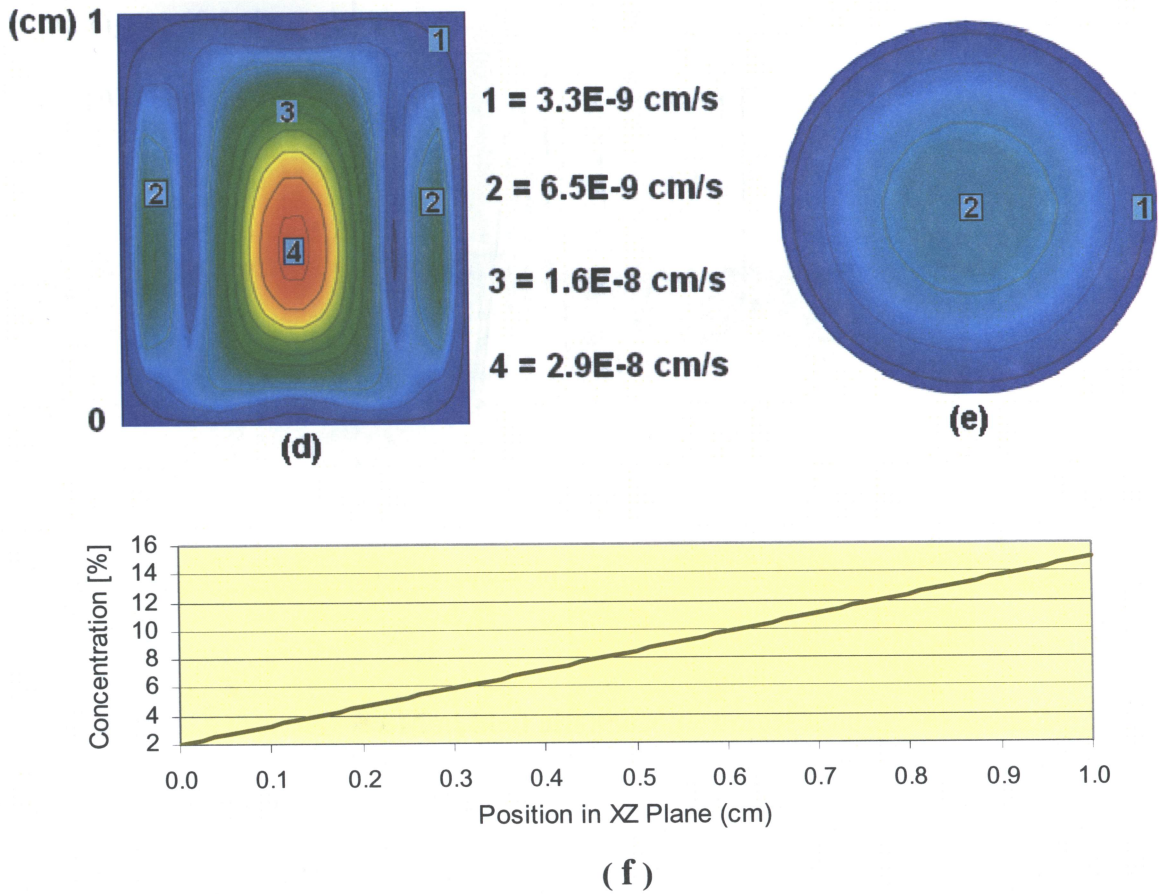 (cm) 1
1
3
2
2
4
0
(d)
1 = 3.3E-9 cm/s
2 = 6.5E-9 cm/s
3 = 1.6E-8 cm/s
4 = 2.9E-8 cm/s
2
1
(e)
Concentration [%]
16
14
12
10
8
6
4
2
0.0 0.1 0.2 0.3 0.4 0.5 0.6 0.7 0.8 0.9 1.0
Position in XZ Plane (cm)
( f )